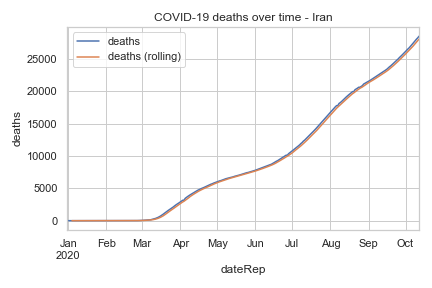 COVID-19 deaths over time - Iran
deaths
deaths (rolling)
25000
20000
15000
10000
5000
0
deaths
Jan Feb Mar Apr May Jun Jul Aug Sep Oct
2020
dateRep